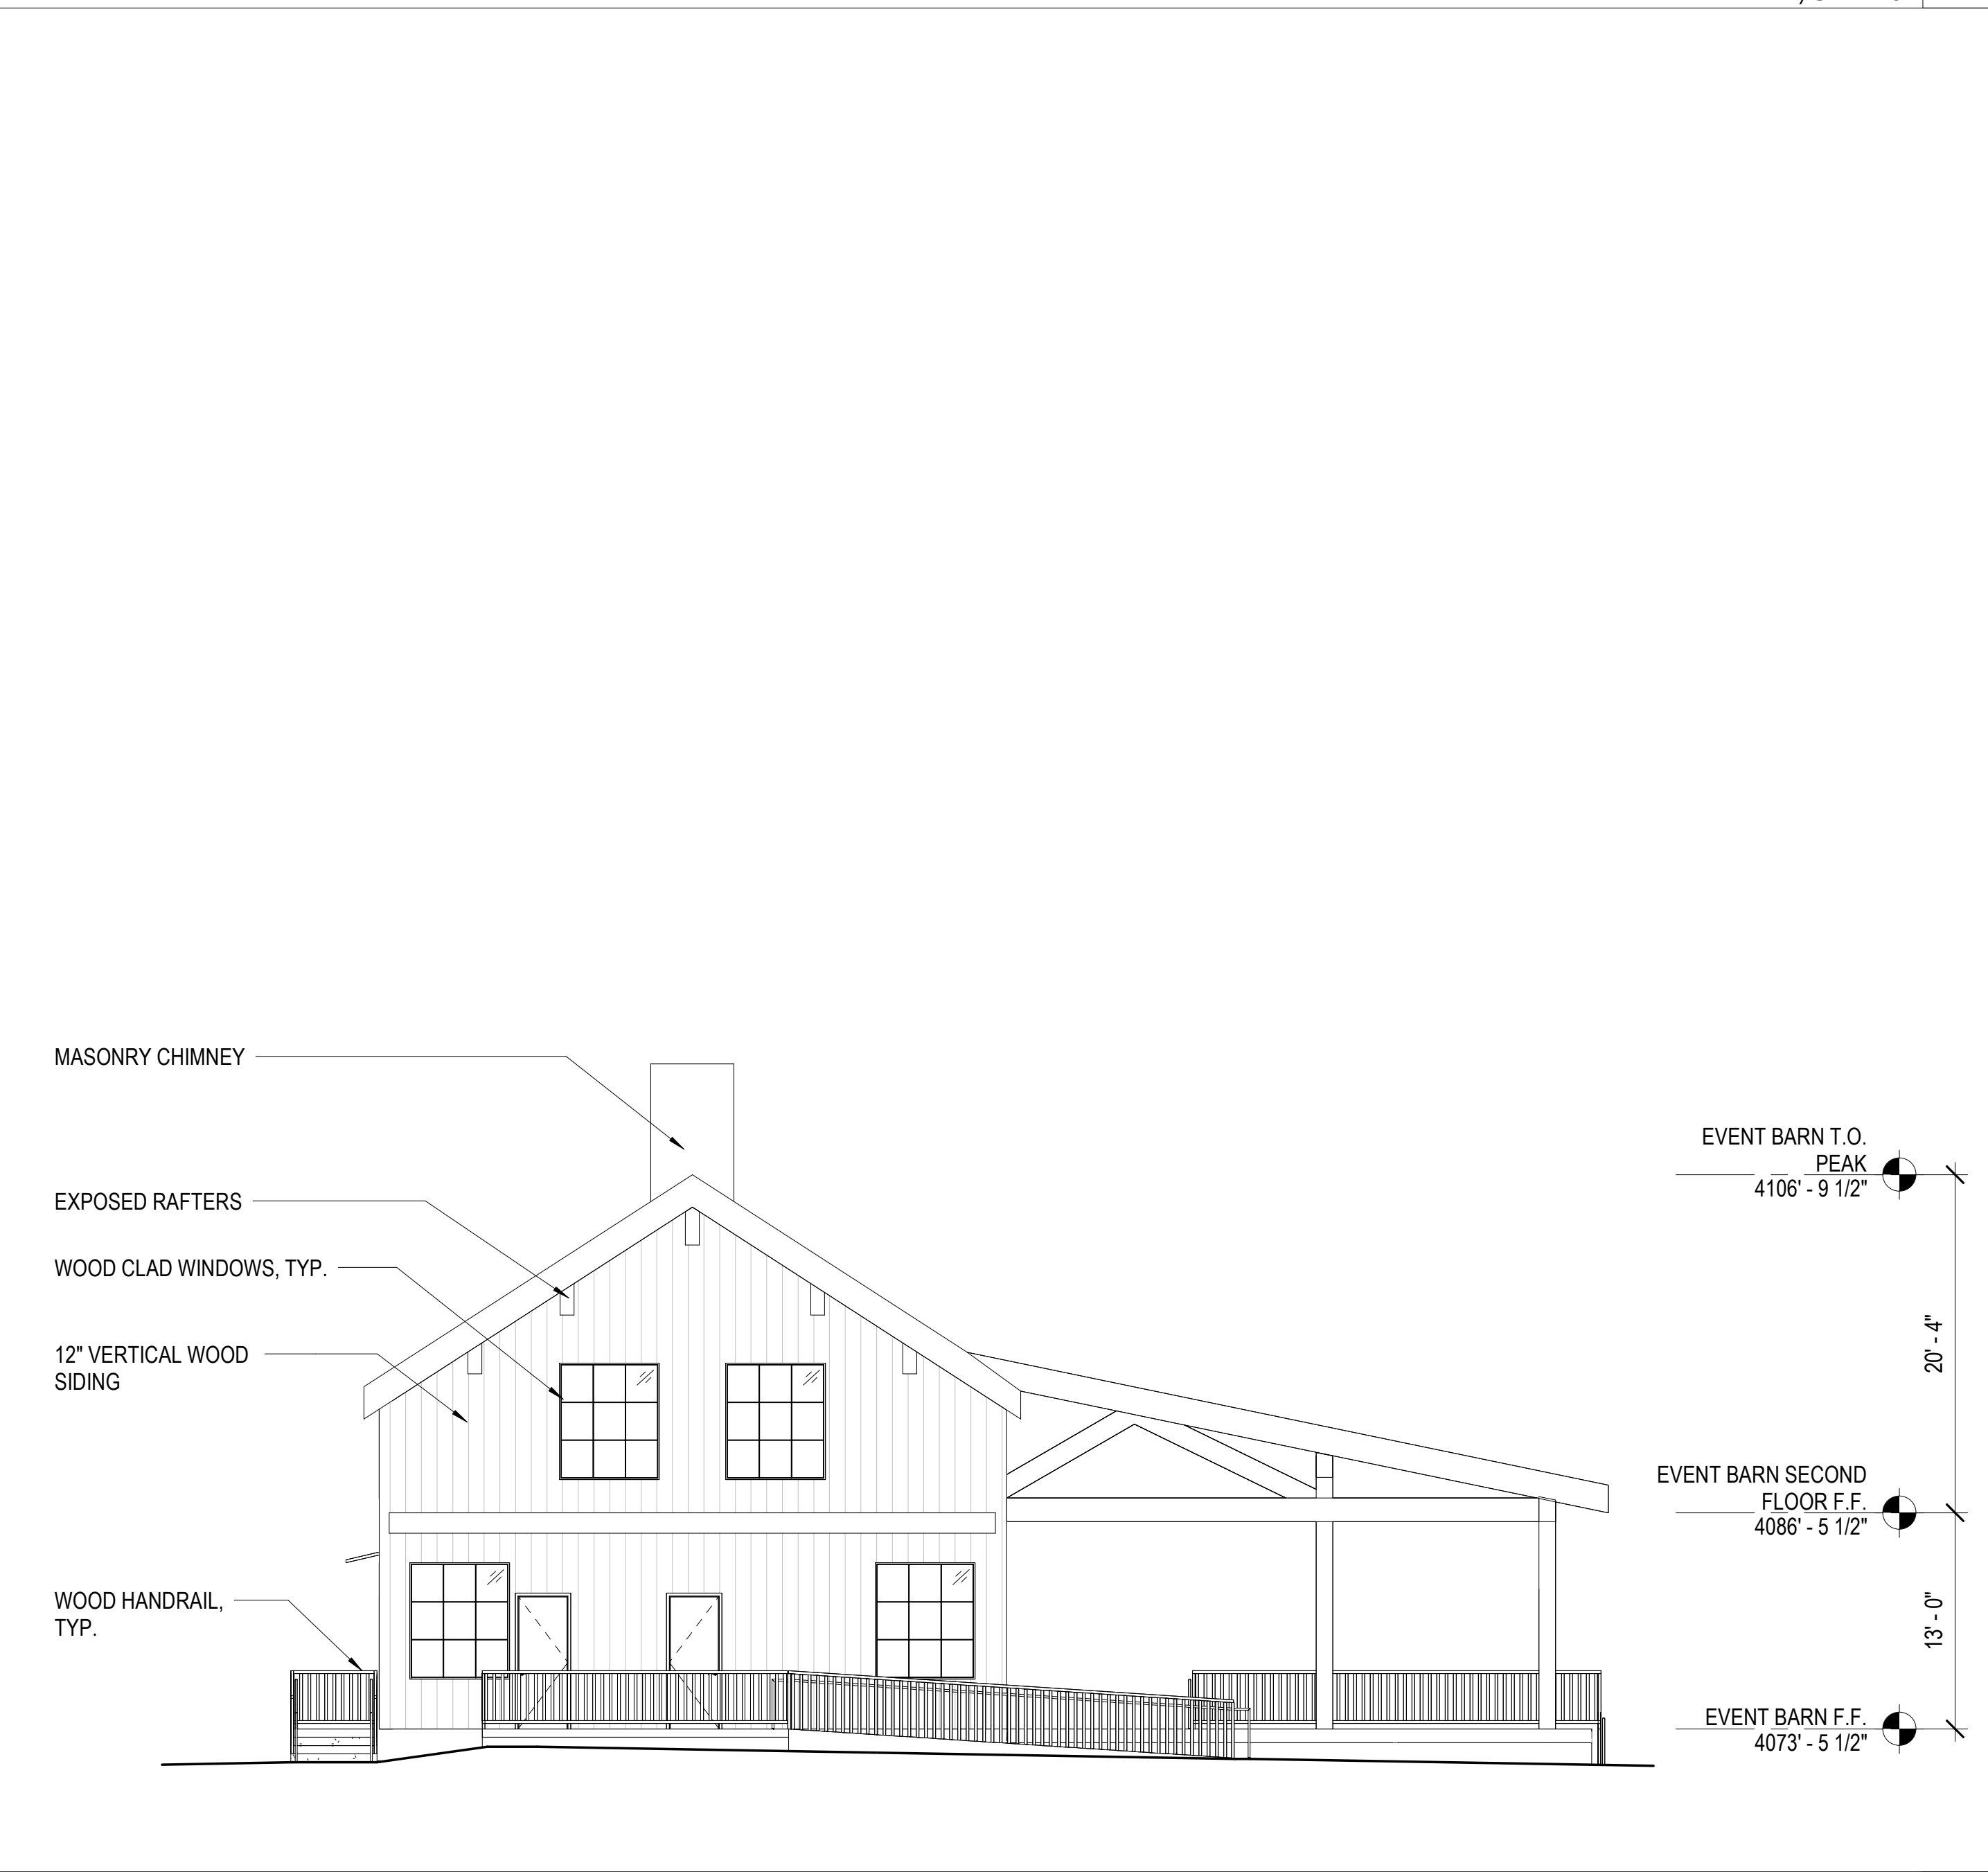 MASONRY CHIMNEY
EXPOSED RAFTERS
WOOD CLAD WINDOWS, TYP.
12" VERTICAL WOOD
SIDING
WOOD HANDRAIL,
TYP.
EVENT BARN T.O.
PEAK
4106' - 9 1/2"
20' - 4"
EVENT BARN SECOND
FLOOR F.F.
4086' - 5 1/2"
13' - 0"
EVENT BARN F.F.
4073' - 5 1/2"